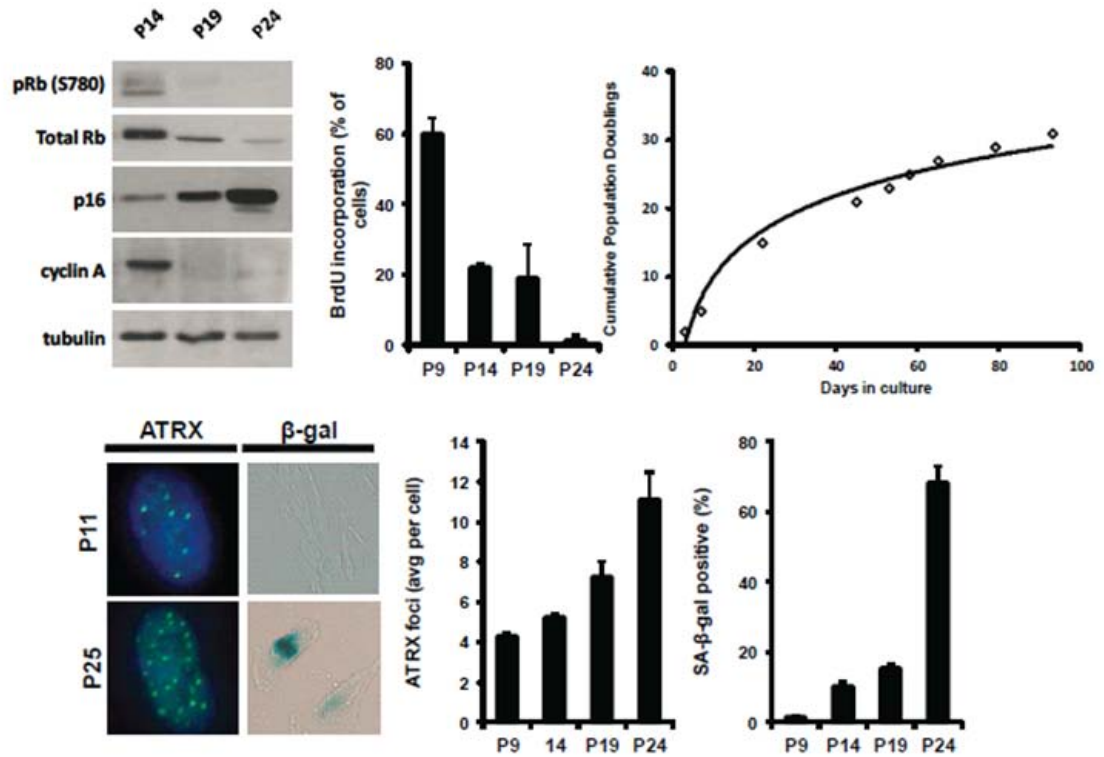 P14 P19 P24
pRb (S780)
Total Rb
p16
cyclin A
tubulin
BrdU incorporation (% of
cells)
80
60
40
20
0
P9 P14 P19 P24
Cumulative Population Doublings
40
30
20
10
0
0 20 40 60 80 100
Days in culture
ATRX β-gal
P11
P25
ATRX foci (avg per cell)
14
12
10
8
6
4
2
0
P9 14 P19 P24
SA-β-gal positive (%)
80
60
40
20
0
P9 P14 P19 P24